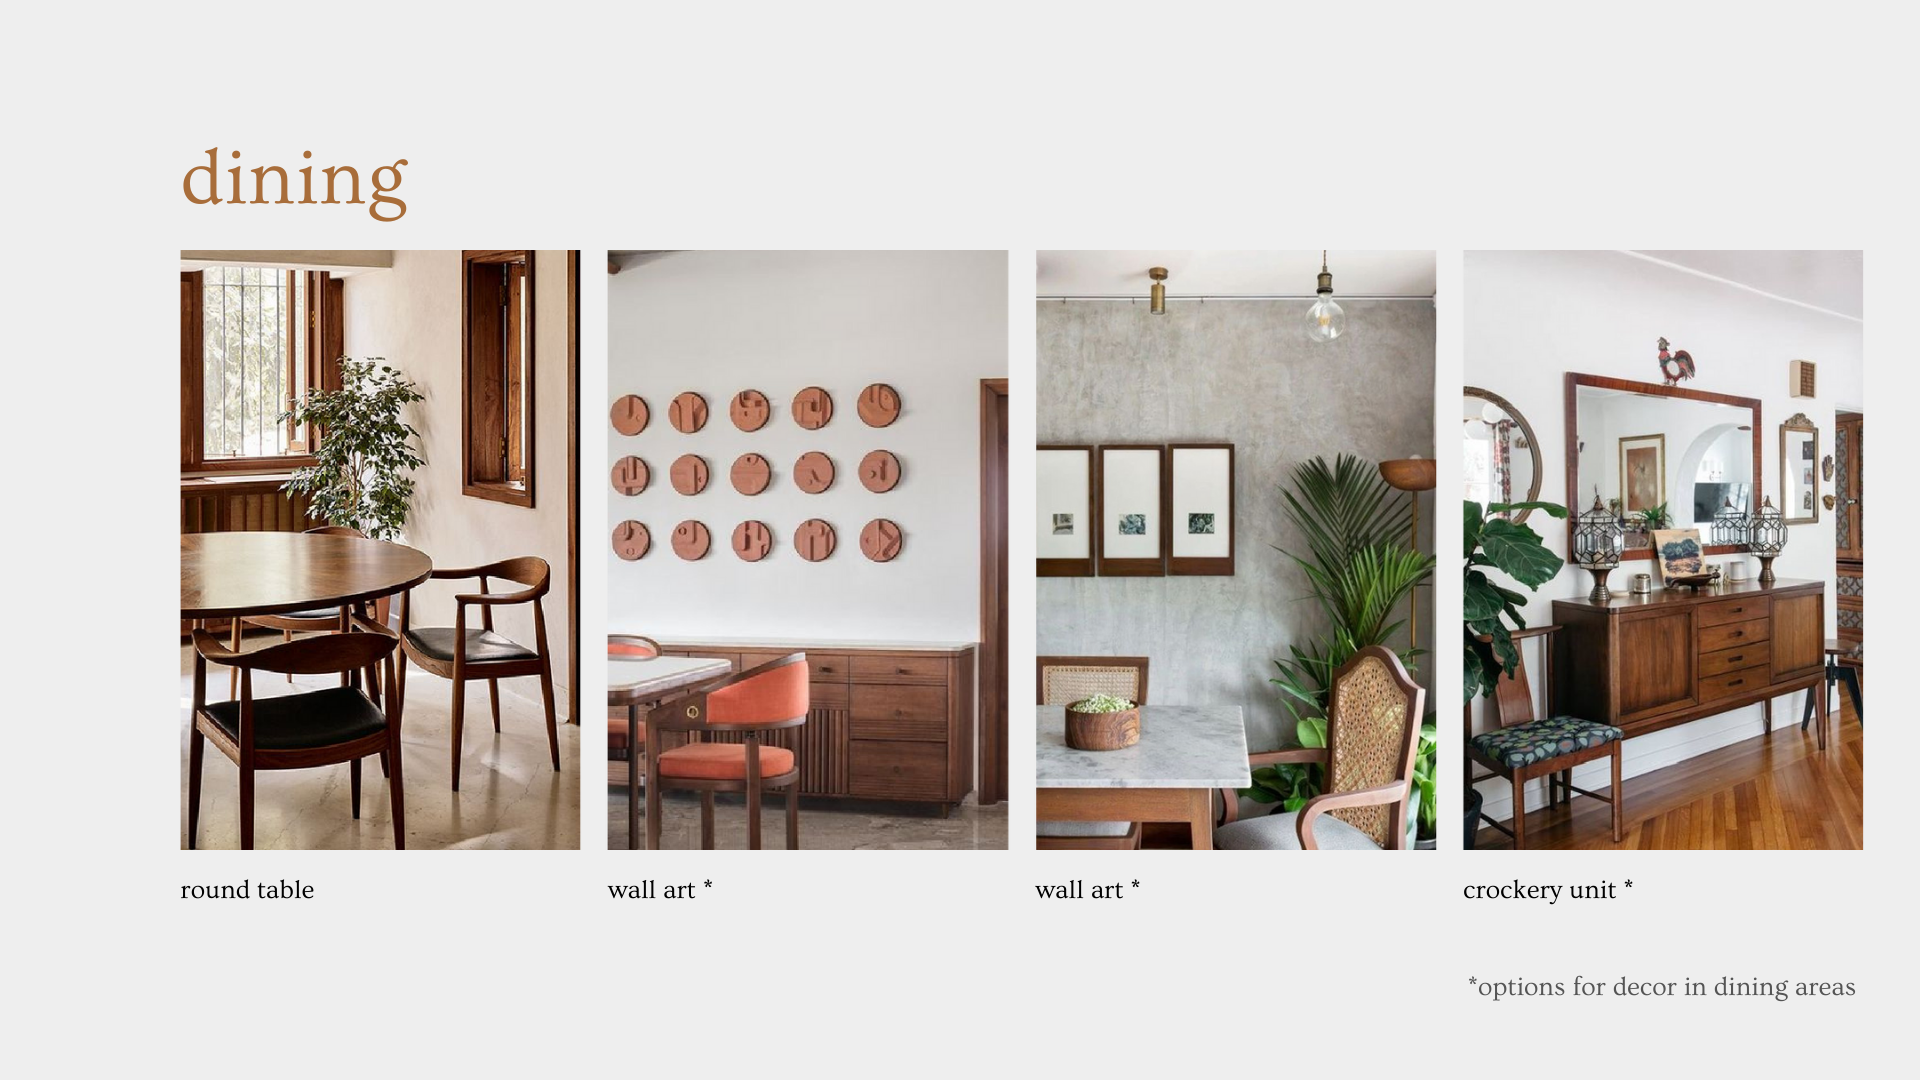 dining
round table
wall art *
wall art *
crockery unit *
*options for decor in dining areas